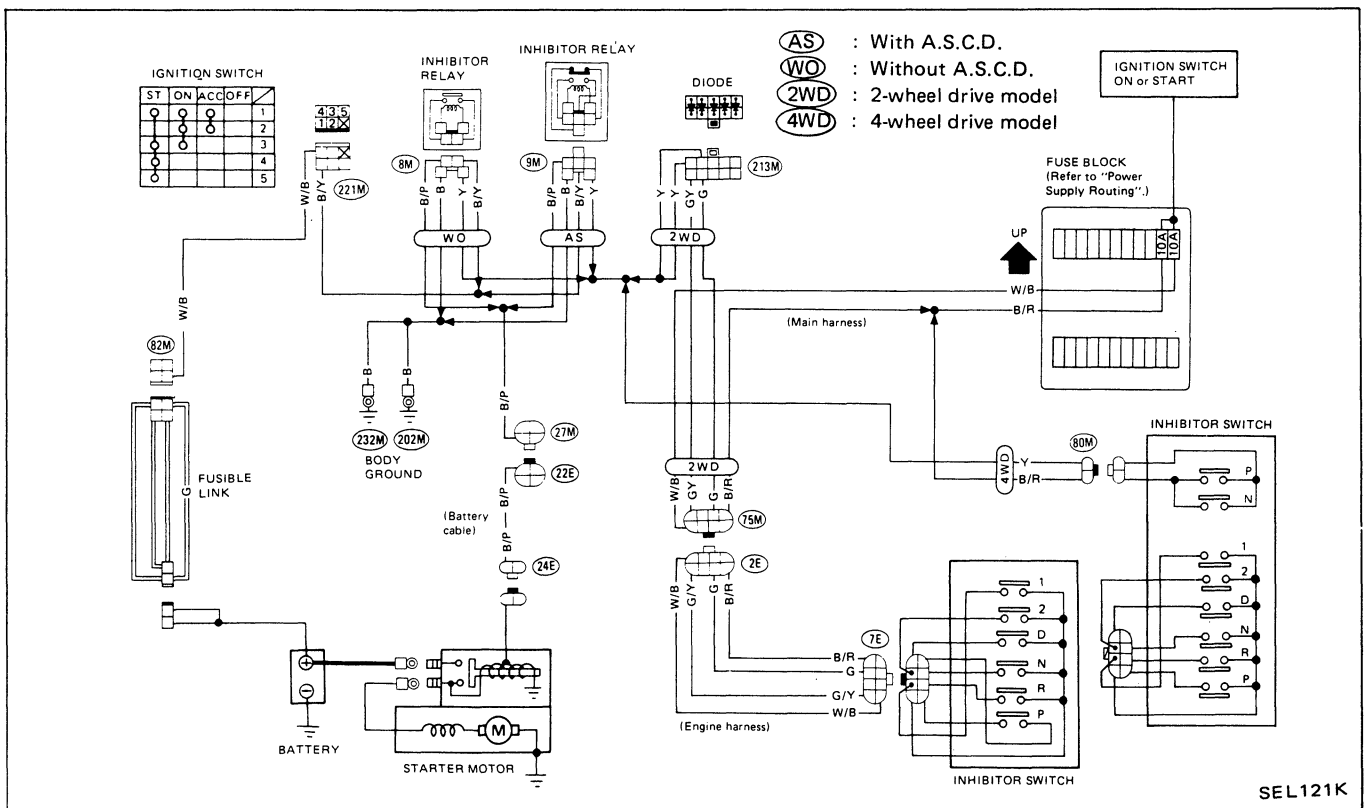 AS : With A.S.C.D.
WO : Without A.S.C.D.
2WD : 2-wheel drive model
4WD : 4-wheel drive model
IGNITION SWITCH
ST ON ACC OFF
1
2
3
4
5
4 3 5
1 2
221M
W/B
B/Y
INHIBITOR
RELAY
8M
B/P
B
Y
B/Y
WO
INHIBITOR RELAY
9M
B/P
B
B/Y
Y
AS
DIODE
213M
Y
Y
GY
G
2WD
IGNITION SWITCH
ON or START
FUSE BLOCK
(Refer to "Power
Supply Routing".)
UP
10A
10A
W/B
B/R
(Main harness)
W/B
82M
G
FUSIBLE
LINK
B
B
232M
202M
BODY
GROUND
B/P
27M
22E
B/P
(Battery
cable)
B/P
24E
2WD
W/B
GY
G
B/R
75M
2E
W/B
G/Y
G
B/R
4WD
Y
B/R
80M
INHIBITOR SWITCH
P
N
1
2
D
N
R
P
7E
B/R
G
G/Y
W/B
(Engine harness)
1
2
D
N
R
P
INHIBITOR SWITCH
+
−
BATTERY
M
STARTER MOTOR
SEL121K